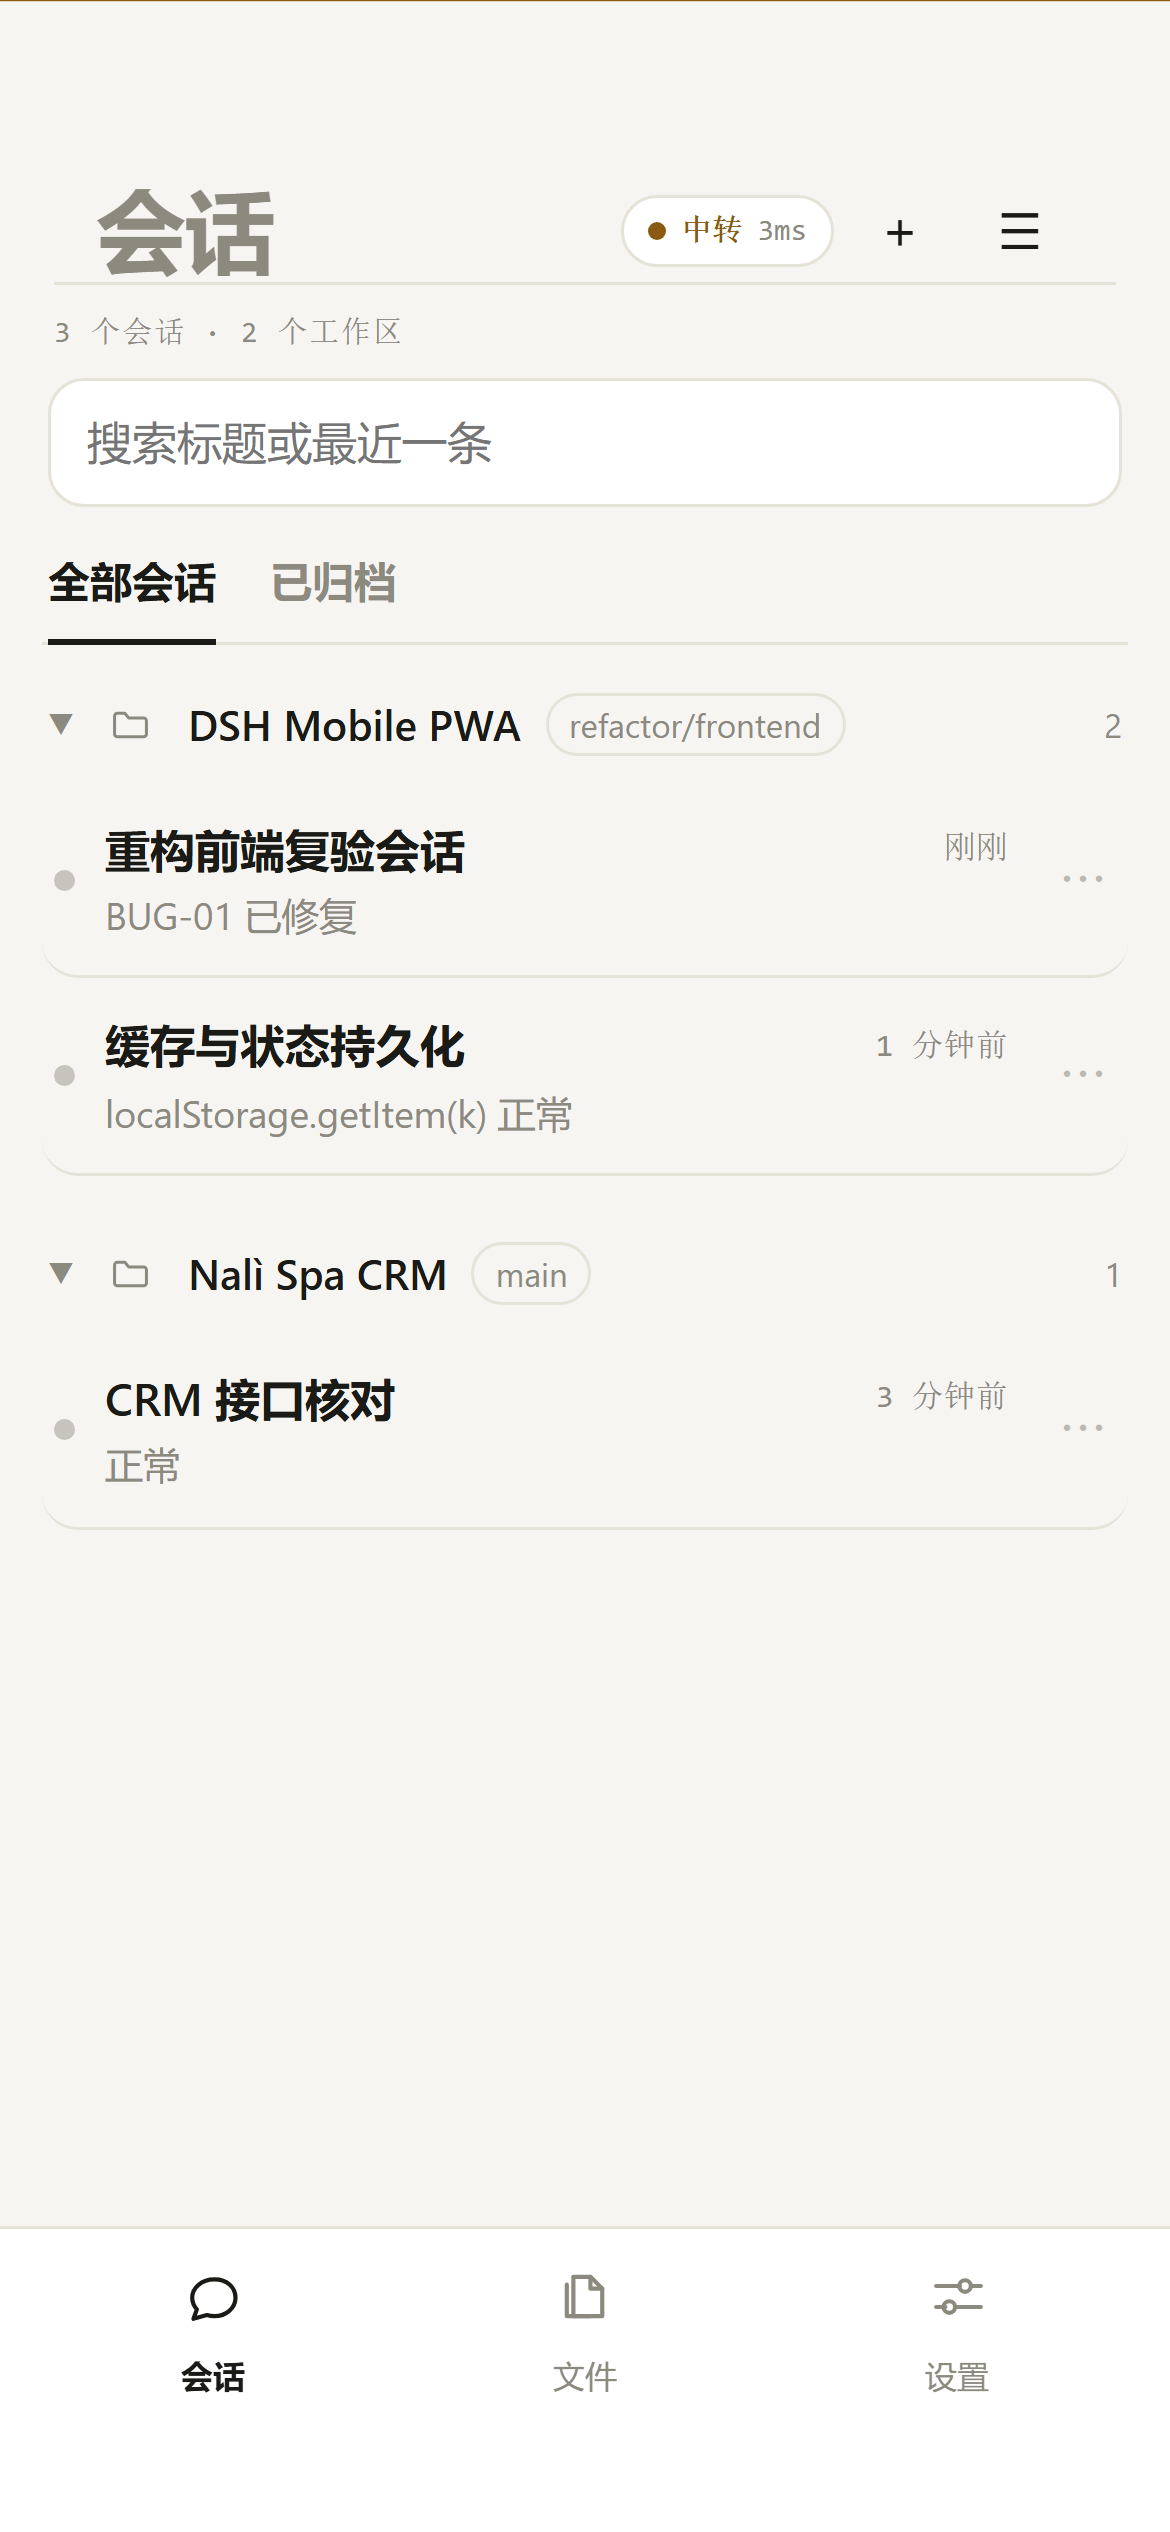 会话
中转 3ms
3 个会话 · 2 个工作区
搜索标题或最近一条
全部会话 已归档
DSH Mobile PWA refactor/frontend 2
重构前端复验会话 刚刚
BUG-01 已修复
缓存与状态持久化 1 分钟前
localStorage.getItem(k) 正常
Nalì Spa CRM main 1
CRM 接口核对 3 分钟前
正常
会话 文件 设置